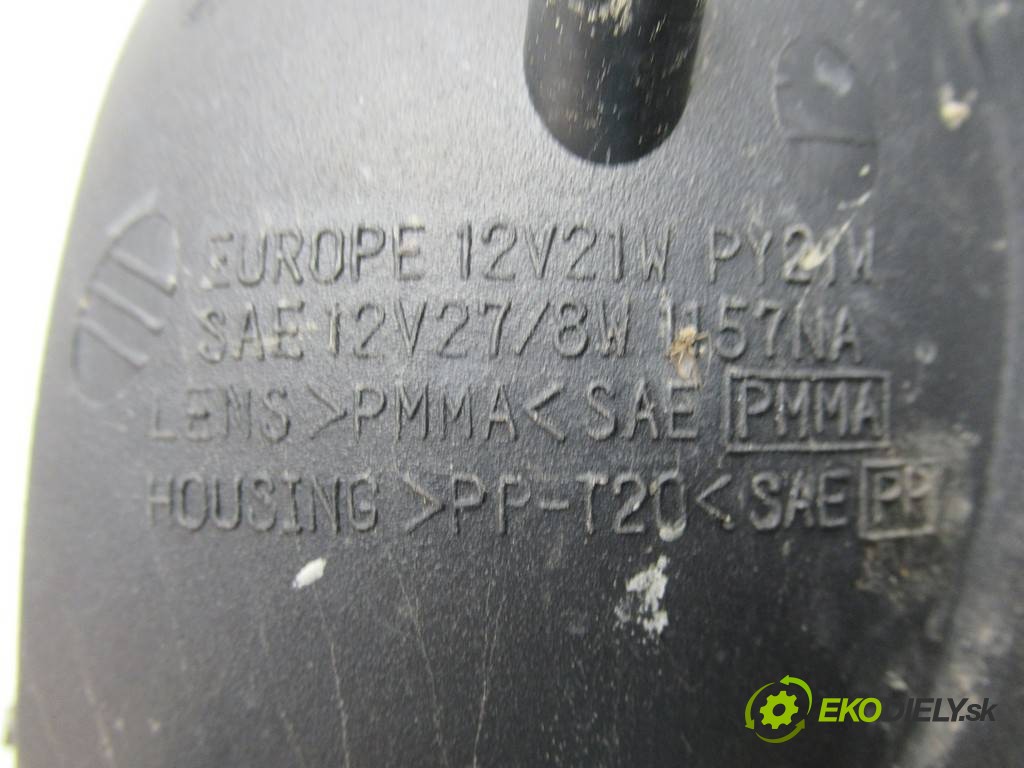 EUROPE 12V21W PY21W
SAE 12V27/8W 1157NA
LENS >PMMA< SAE PMMA
HOUSING >PP-T20< SAE PP
EKODIELY.sk